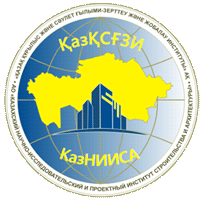 «ҚАЗАҚ ҚҰРЫЛЫС ЖӘНЕ СӘУЛЕТ ҒЫЛЫМИ-ЗЕРТТЕУ ЖӘНЕ ЖОБАЛАУ ИНСТИТУТЫ» АҚ
ҚазҚСҒЗИ
КазНИИСА
АО «КАЗАХСКИЙ НАУЧНО-ИССЛЕДОВАТЕЛЬСКИЙ И ПРОЕКТНЫЙ ИНСТИТУТ СТРОИТЕЛЬСТВА И АРХИТЕКТУРЫ»